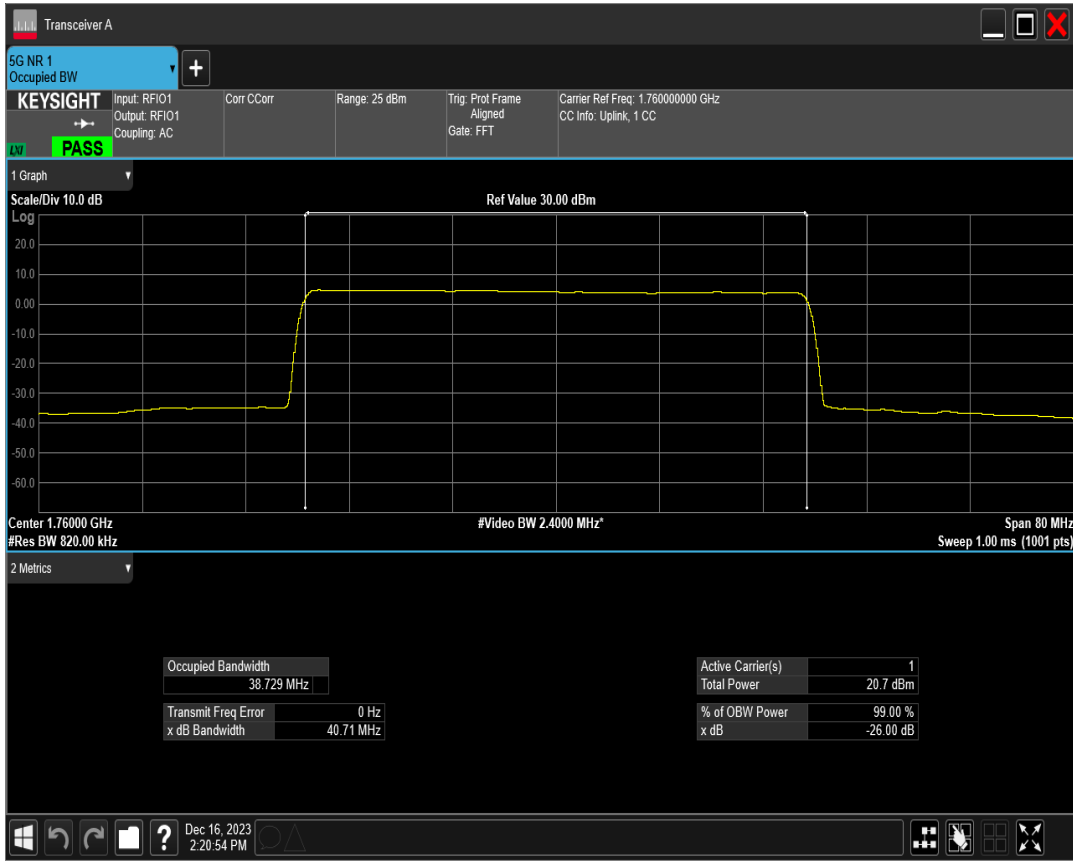 Transceiver A
5G NR 1
Occupied BW
KEYSIGHT
LXI
PASS
Input: RFIO1
Output: RFIO1
Coupling: AC
Corr CCorr
Range: 25 dBm
Trig: Prot Frame
Aligned
Gate: FFT
Carrier Ref Freq: 1.760000000 GHz
CC Info: Uplink, 1 CC
1 Graph
Scale/Div 10.0 dB
Ref Value 30.00 dBm
Log
20.0
10.0
0.00
-10.0
-20.0
-30.0
-40.0
-50.0
-60.0
Center 1.76000 GHz
#Video BW 2.4000 MHz*
Span 80 MHz
#Res BW 820.00 kHz
Sweep 1.00 ms (1001 pts)
2 Metrics
Occupied Bandwidth
38.729 MHz
Transmit Freq Error 0 Hz
x dB Bandwidth 40.71 MHz
Active Carrier(s) 1
Total Power 20.7 dBm
% of OBW Power 99.00 %
x dB -26.00 dB
?
Dec 16, 2023
2:20:54 PM